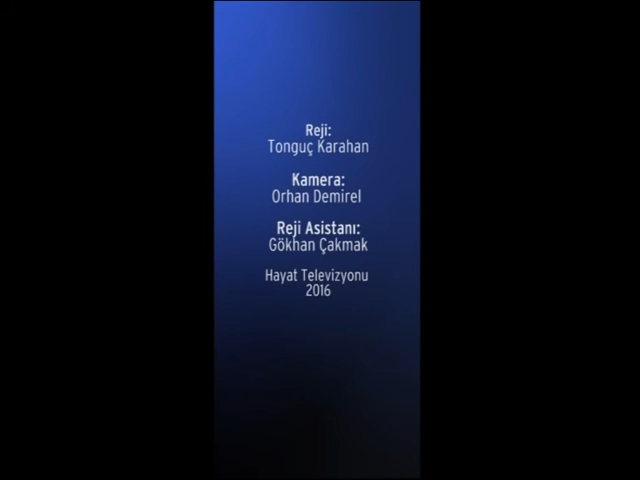 Reji:
Tonguç Karahan
Kamera:
Orhan Demirel
Reji Asistanı:
Gökhan Çakmak
Hayat Televizyonu
2016